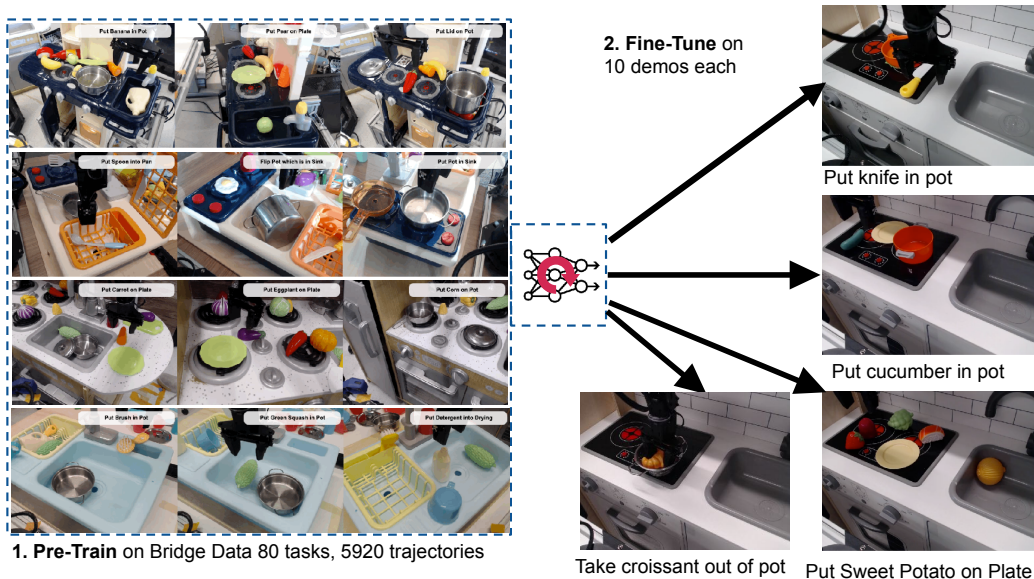 Put Banana in Pot
Put Pear on Plate
Put Lid on Pot
Put Spoon into Pan
Flip Pot which is in Sink
Put Pot in Sink
Put Carrot on Plate
Put Eggplant on Plate
Put Corn on Pot
Put Brush in Pot
Put Green Squash in Pot
Put Detergent into Drying
1. Pre-Train on Bridge Data 80 tasks, 5920 trajectories
2. Fine-Tune on
10 demos each
Put knife in pot
Put cucumber in pot
Take croissant out of pot
Put Sweet Potato on Plate